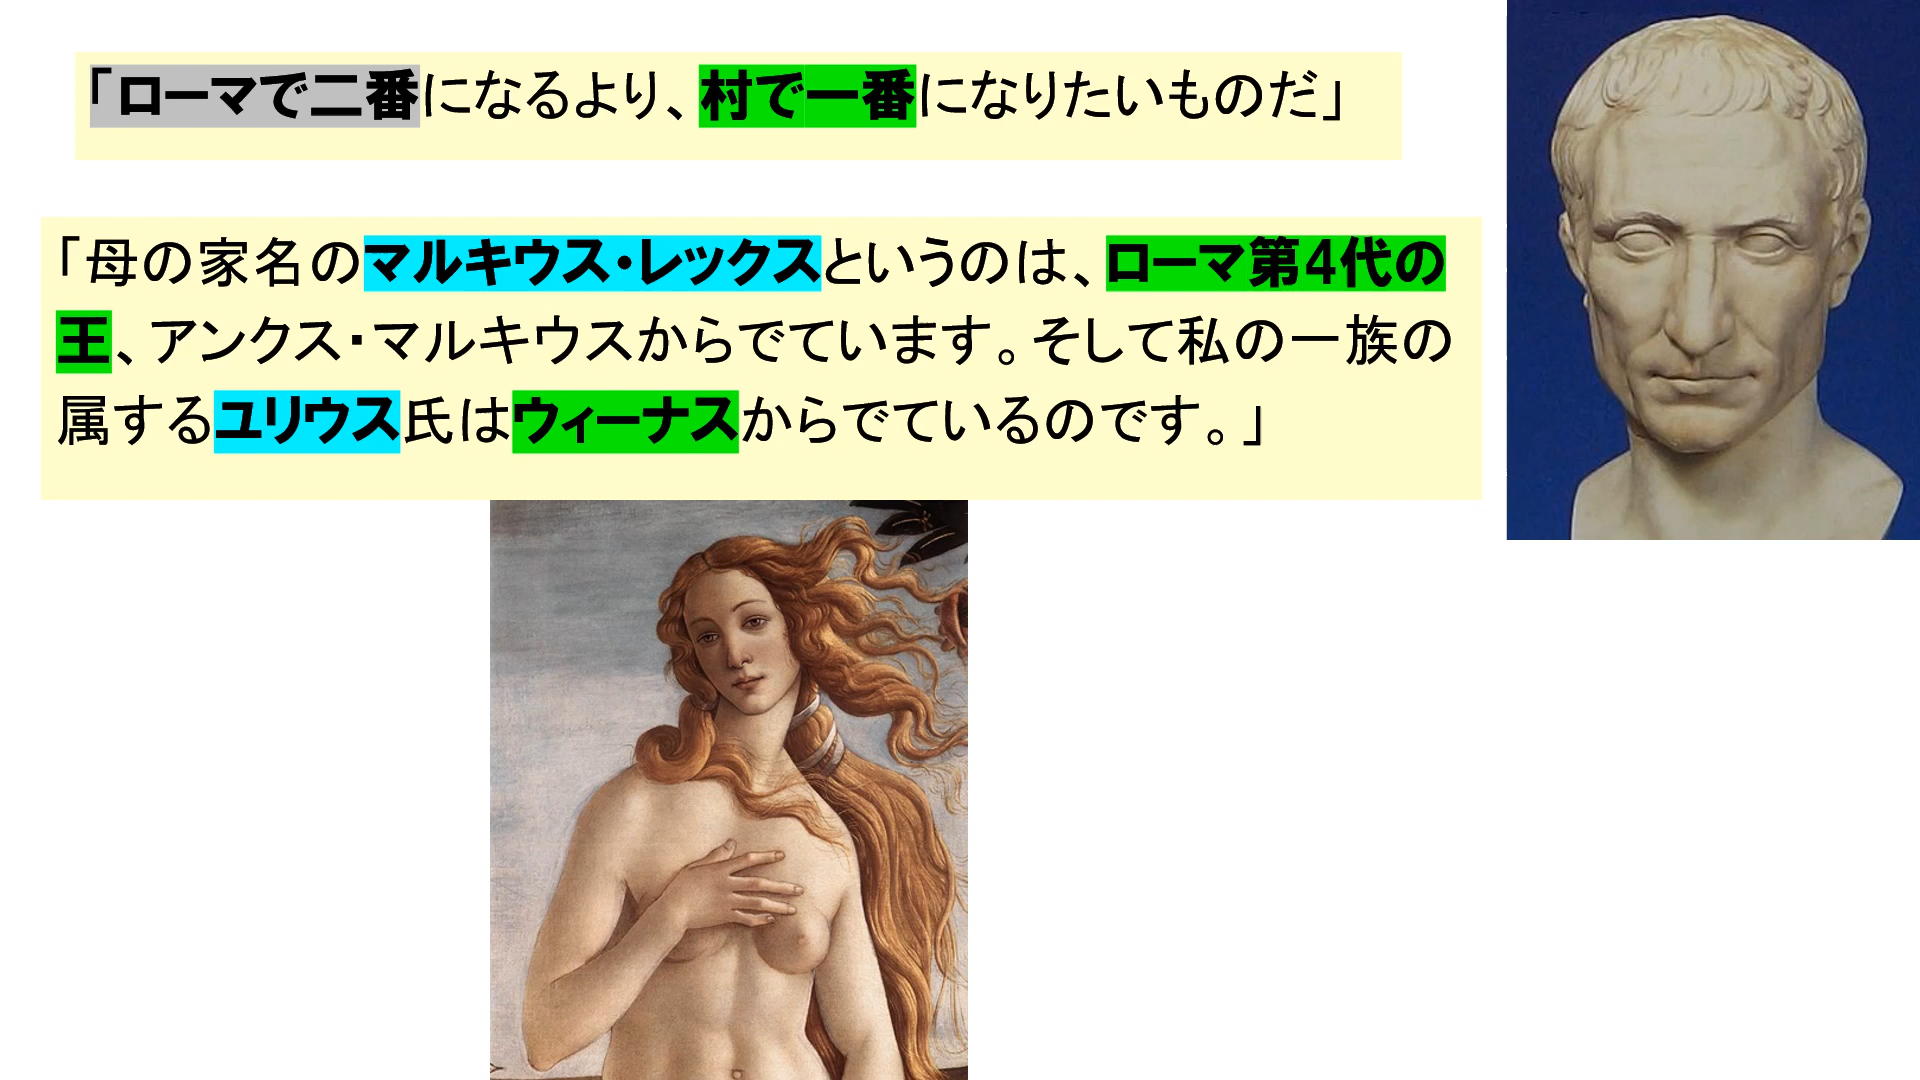 「ローマで二番になるより、村で一番になりたいものだ」
「母の家名のマルキウス・レックスというのは、ローマ第4代の
王、アンクス・マルキウスからでています。そして私の一族の
属するユリウス氏はウィーナスからでているのです。」